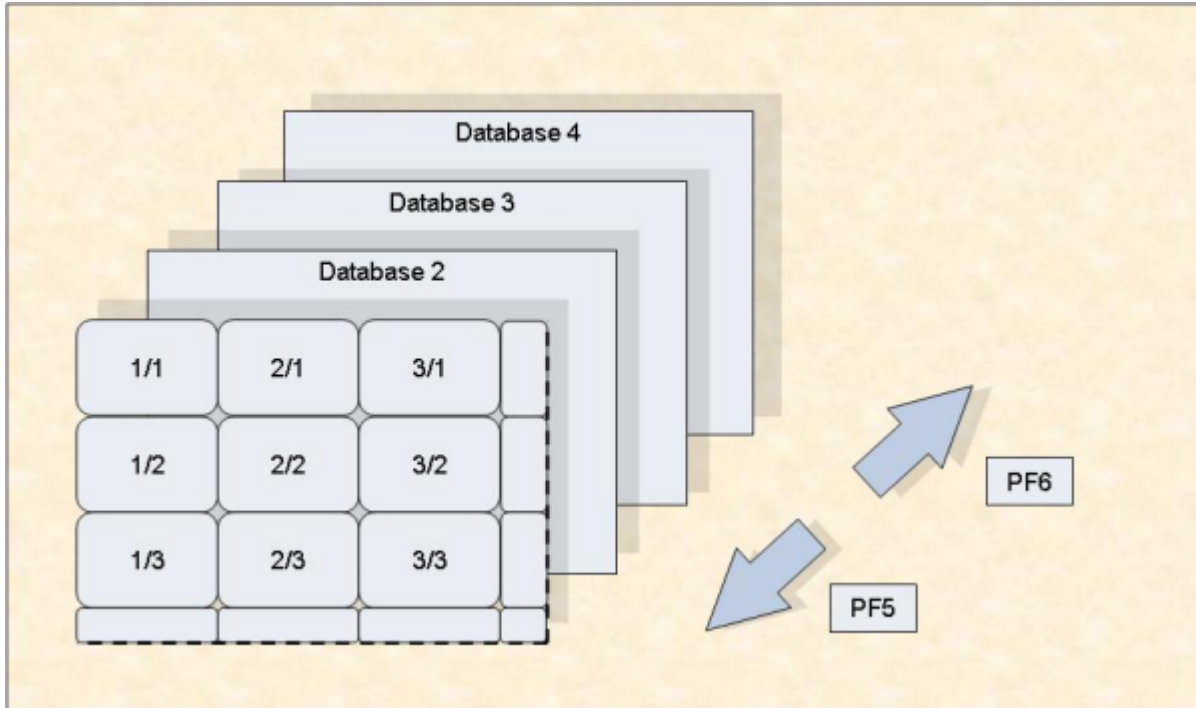 Database 4
Database 3
Database 2
1/1 2/1 3/1
1/2 2/2 3/2
1/3 2/3 3/3
PF6
PF5